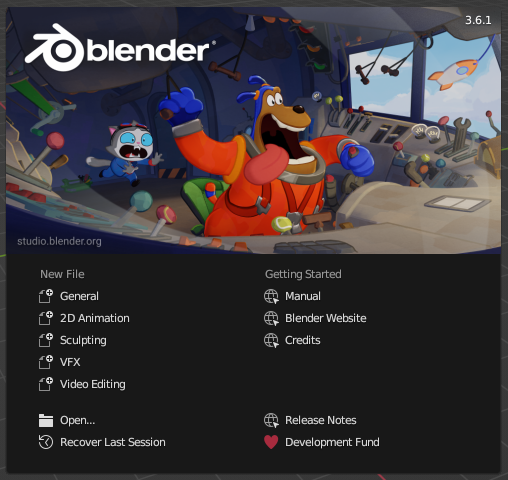 3.6.1
blender
studio.blender.org
New File
General
2D Animation
Sculpting
VFX
Video Editing
Open...
Recover Last Session
Getting Started
Manual
Blender Website
Credits
Release Notes
Development Fund